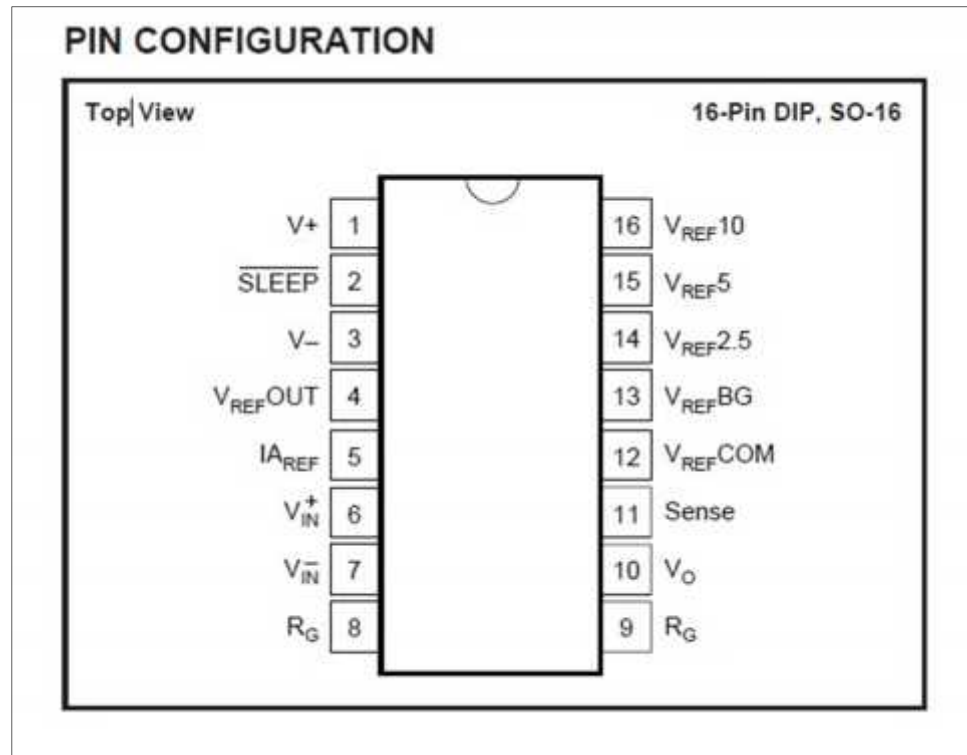 PIN CONFIGURATION
Top View 16-Pin DIP, SO-16
V+ 1 16 VREF10
SLEEP 2 15 VREF5
V– 3 14 VREF2.5
VREFOUT 4 13 VREFBG
IAREF 5 12 VREFCOM
V+IN 6 11 Sense
V–IN 7 10 VO
RG 8 9 RG